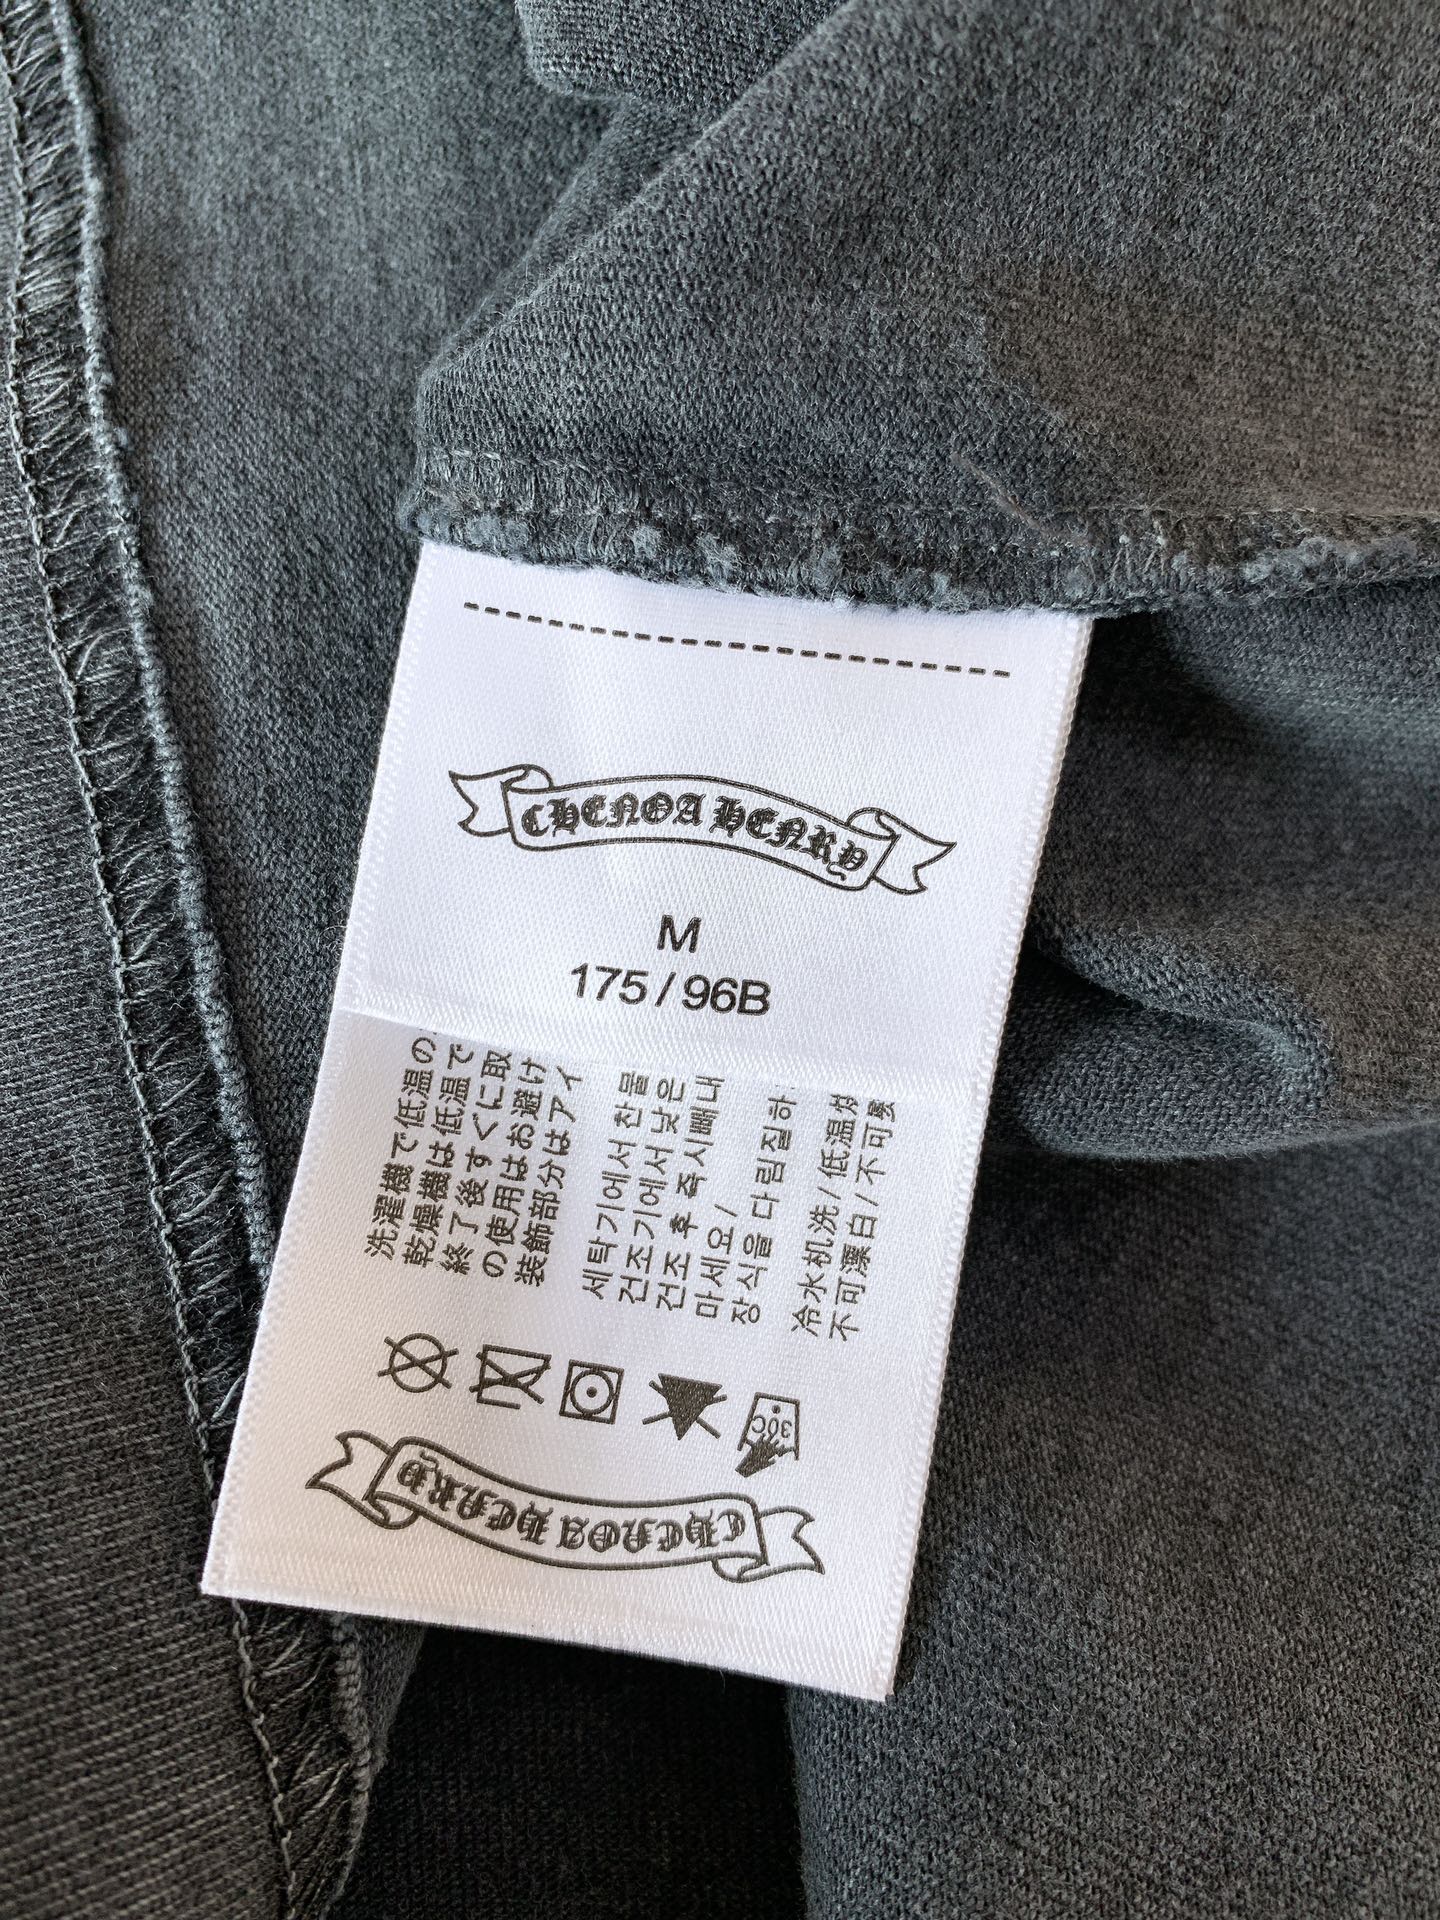 CHENOA HENRY
M
175/96B
洗濯機で低温の
乾燥機は低温で
終了後すぐに取
の使用はお避け
装飾部分はアイ
세탁기에서 찬물
건조기에서 낮은
건조 후 즉시빼내
마세요/
장식을 다림질하
冷水机洗/低温烘
不可漂白/不可熨
30C
CHENOA HENRY